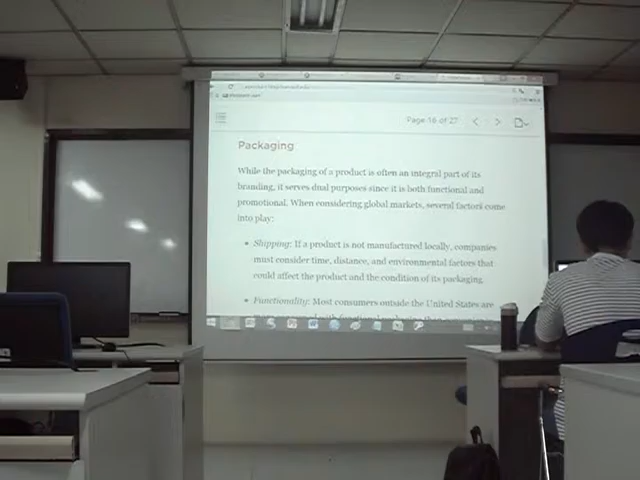 Page 16 of 27
Packaging
While the packaging of a product is often an integral part of its
branding, it serves dual purposes since it is both functional and
promotional. When considering global markets, several factors come
into play:
Shipping: If a product is not manufactured locally, companies
must consider time, distance, and environmental factors that
could affect the product and the condition of its packaging.
Functionality: Most consumers outside the United States are